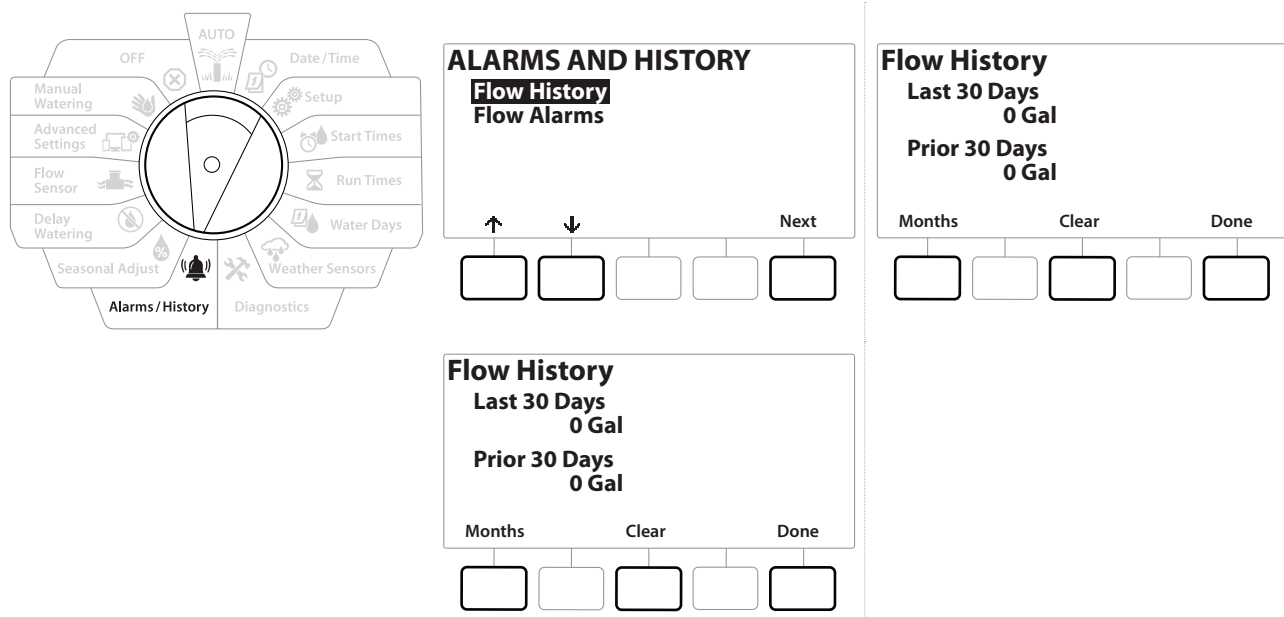 AUTO
OFF
Date/Time
Manual
Watering
Setup
Advanced
Settings
Start Times
Flow
Sensor
Run Times
Delay
Watering
Water Days
Seasonal Adjust
Weather Sensors
Alarms/History
Diagnostics
ALARMS AND HISTORY
Flow History
Flow Alarms
Next
Flow History
Last 30 Days
0 Gal
Prior 30 Days
0 Gal
Months Clear Done
Flow History
Last 30 Days
0 Gal
Prior 30 Days
0 Gal
Months Clear Done